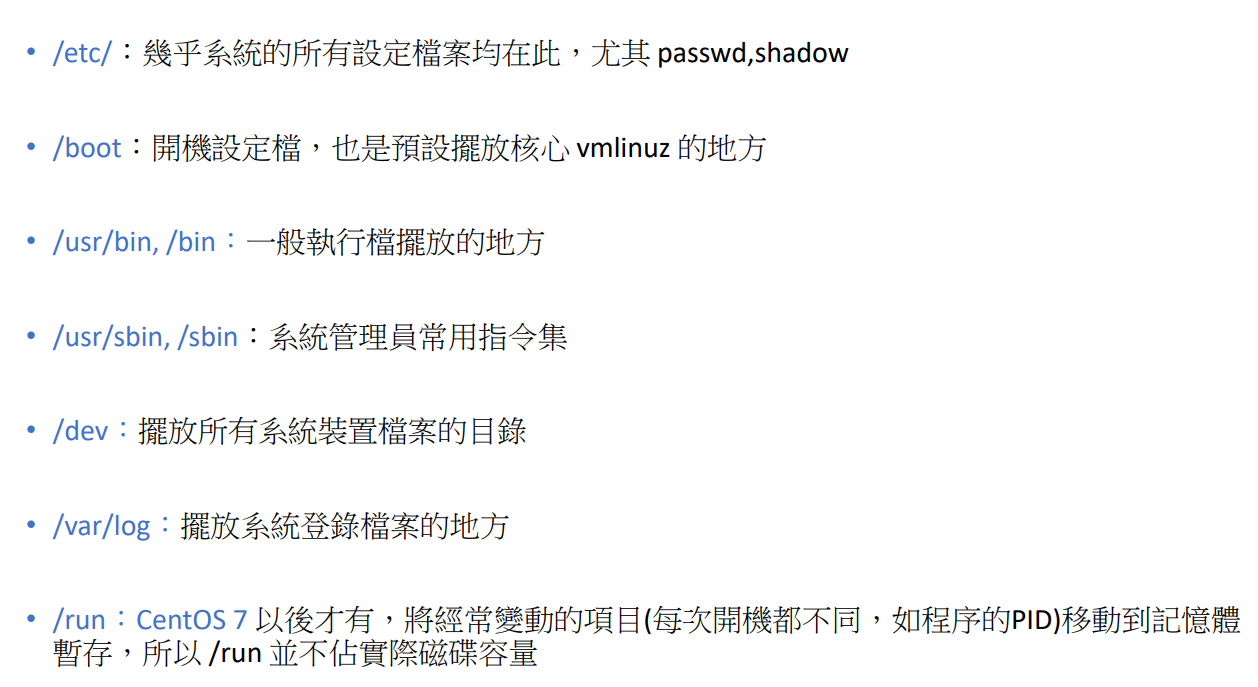 • /etc/：幾乎系統的所有設定檔案均在此，尤其 passwd,shadow
• /boot：開機設定檔，也是預設擺放核心 vmlinuz 的地方
• /usr/bin, /bin：一般執行檔擺放的地方
• /usr/sbin, /sbin：系統管理員常用指令集
• /dev：擺放所有系統裝置檔案的目錄
• /var/log：擺放系統登錄檔案的地方
• /run：CentOS 7 以後才有，將經常變動的項目(每次開機都不同，如程序的PID)移動到記憶體
暫存，所以 /run 並不佔實際磁碟容量